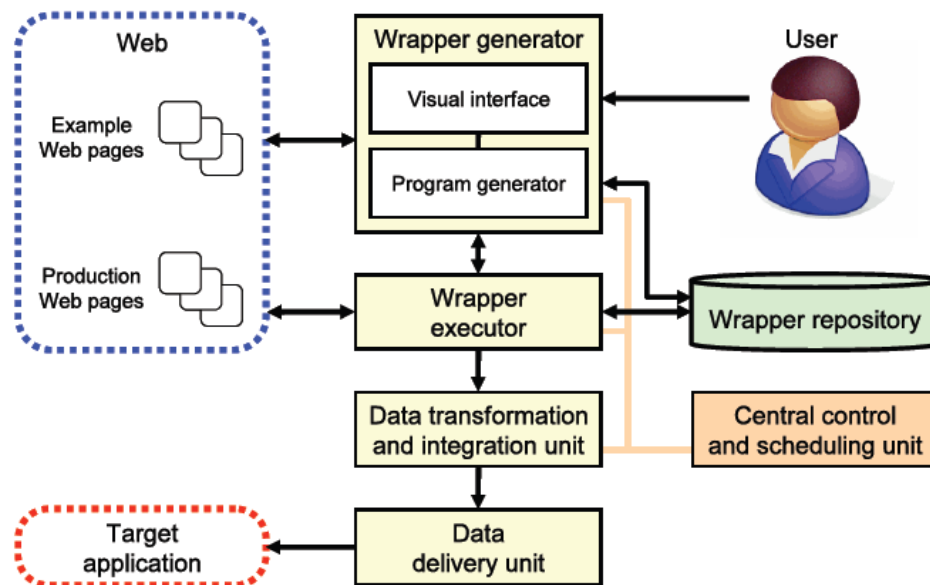 Web
Wrapper generator
User
Visual interface
Example
Web pages
Program generator
Production
Web pages
Wrapper
executor
Wrapper repository
Data transformation
and integration unit
Central control
and scheduling unit
Target
application
Data
delivery unit